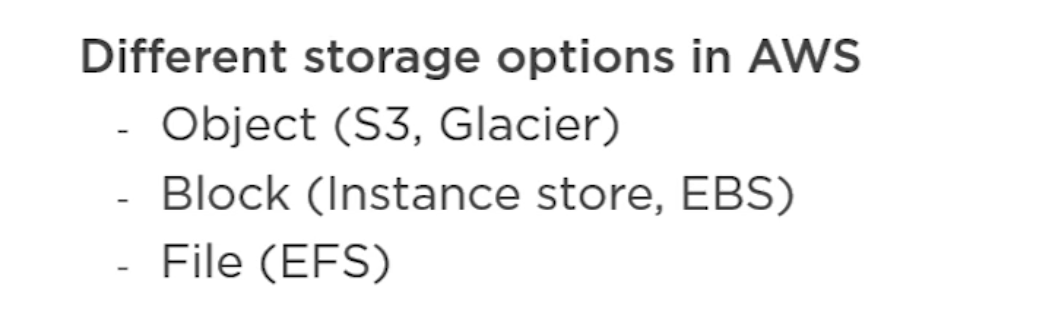 Different storage options in AWS
- Object (S3, Glacier)
- Block (Instance store, EBS)
- File (EFS)